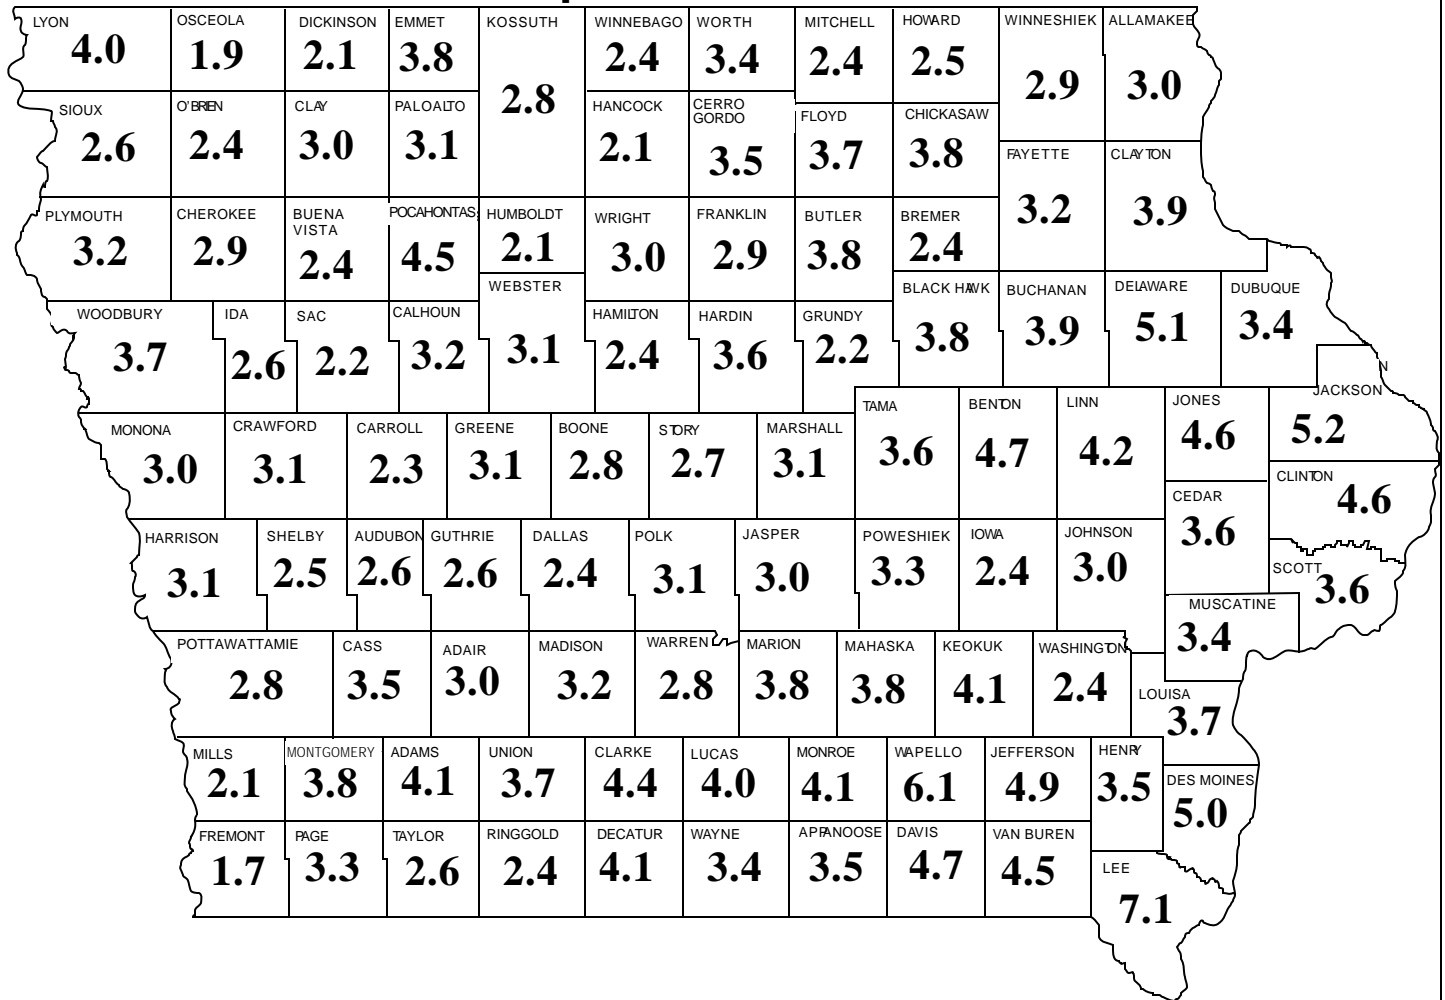 LYON OSCEOLA DICKINSON EMMET KOSSUTH WINNEBAGO WORTH MITCHELL HOWARD WINNESHIEK ALLAMAKEE
4.0 1.9 2.1 3.8 2.8 2.4 3.4 2.4 2.5 2.9 3.0
SIOUX O'BRIEN CLAY PALO ALTO HANCOCK CERRO GORDO FLOYD CHICKASAW
2.6 2.4 3.0 3.1 2.1 3.5 3.7 3.8
FAYETTE CLAYTON
3.2 3.9
PLYMOUTH CHEROKEE BUENA VISTA POCAHONTAS HUMBOLDT WRIGHT FRANKLIN BUTLER BREMER
3.2 2.9 2.4 4.5 2.1 3.0 2.9 3.8 2.4
WOODBURY IDA SAC CALHOUN WEBSTER HAMILTON HARDIN GRUNDY BLACK HAWK BUCHANAN DELAWARE DUBUQUE
3.7 2.6 2.2 3.2 3.1 2.4 3.6 2.2 3.8 3.9 5.1 3.4
N
MONONA CRAWFORD CARROLL GREENE BOONE STORY MARSHALL TAMA BENTON LINN JONES JACKSON
3.0 3.1 2.3 3.1 2.8 2.7 3.1 3.6 4.7 4.2 4.6 5.2
CEDAR CLINTON
3.6 4.6
HARRISON SHELBY AUDUBON GUTHRIE DALLAS POLK JASPER POWESHIEK IOWA JOHNSON SCOTT
3.1 2.5 2.6 2.6 2.4 3.1 3.0 3.3 2.4 3.0 3.6
MUSCATINE
3.4
POTTAWATTAMIE CASS ADAIR MADISON WARREN MARION MAHASKA KEOKUK WASHINGTON LOUISA
2.8 3.5 3.0 3.2 2.8 3.8 3.8 4.1 2.4 3.7
MILLS MONTGOMERY ADAMS UNION CLARKE LUCAS MONROE WAPELLO JEFFERSON HENRY DES MOINES
2.1 3.8 4.1 3.7 4.4 4.0 4.1 6.1 4.9 3.5 5.0
FREMONT PAGE TAYLOR RINGGOLD DECATUR WAYNE APPANOOSE DAVIS VAN BUREN LEE
1.7 3.3 2.6 2.4 4.1 3.4 3.5 4.7 4.5 7.1